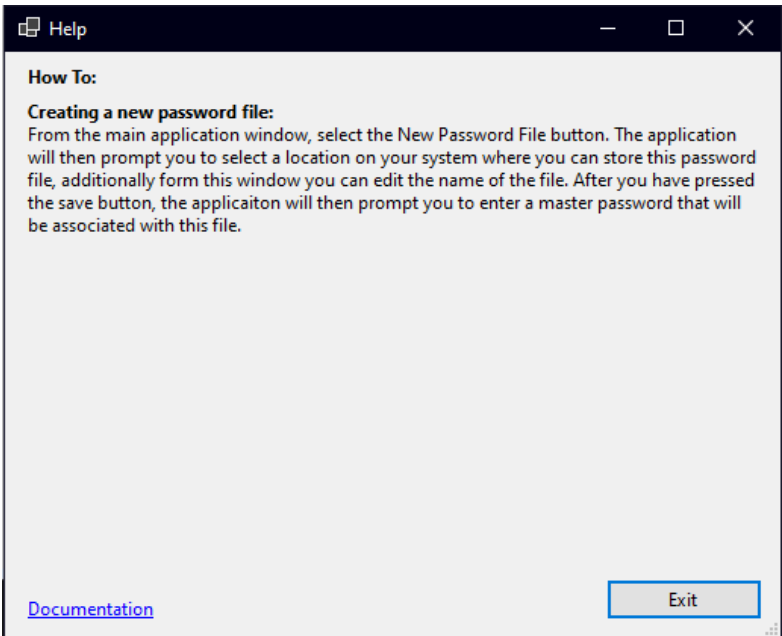 Help
How To:
Creating a new password file:
From the main application window, select the New Password File button. The application
will then prompt you to select a location on your system where you can store this password
file, additionally form this window you can edit the name of the file. After you have pressed
the save button, the applicaiton will then prompt you to enter a master password that will
be associated with this file.
Exit
Documentation